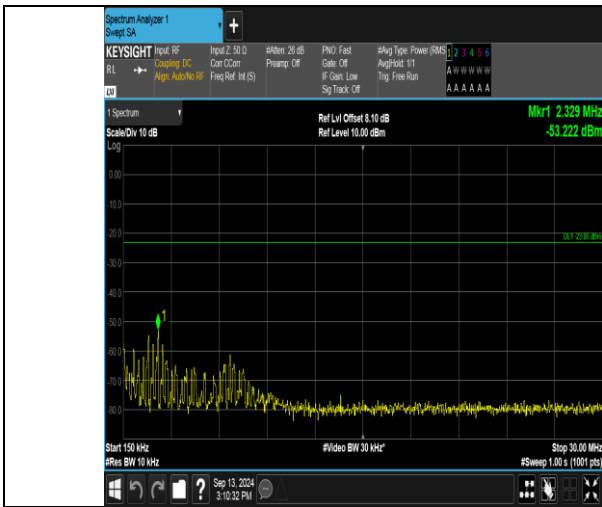 Spectrum Analyzer 1
Swept SA
KEYSIGHT Input: RF Input Z: 50 Ω #Atten: 26 dB PNO: Fast #Avg Type: Power (RMS 1 2 3 4 5 6
RL Coupling: DC Corr CCorr Preamp: Off Gate: Off Avg|Hold: 1/1 A W W W W W
Align: Auto/No RF Freq Ref: Int (S) IF Gain: Low Trig: Free Run
LXI Sig Track: Off A A A A A A
1 Spectrum Ref Lvl Offset 8.10 dB Mkr1 2.329 MHz
Scale/Div 10 dB Ref Level 10.00 dBm -53.222 dBm
Log
0.00
-10.0
-20.0
DL1 -23.00 dBm
-30.0
-40.0
1
-50.0
-60.0
-70.0
-80.0
Start 150 kHz #Video BW 30 kHz* Stop 30.00 MHz
#Res BW 10 kHz #Sweep 1.00 s (1001 pts)
? Sep 13, 2024
3:10:32 PM